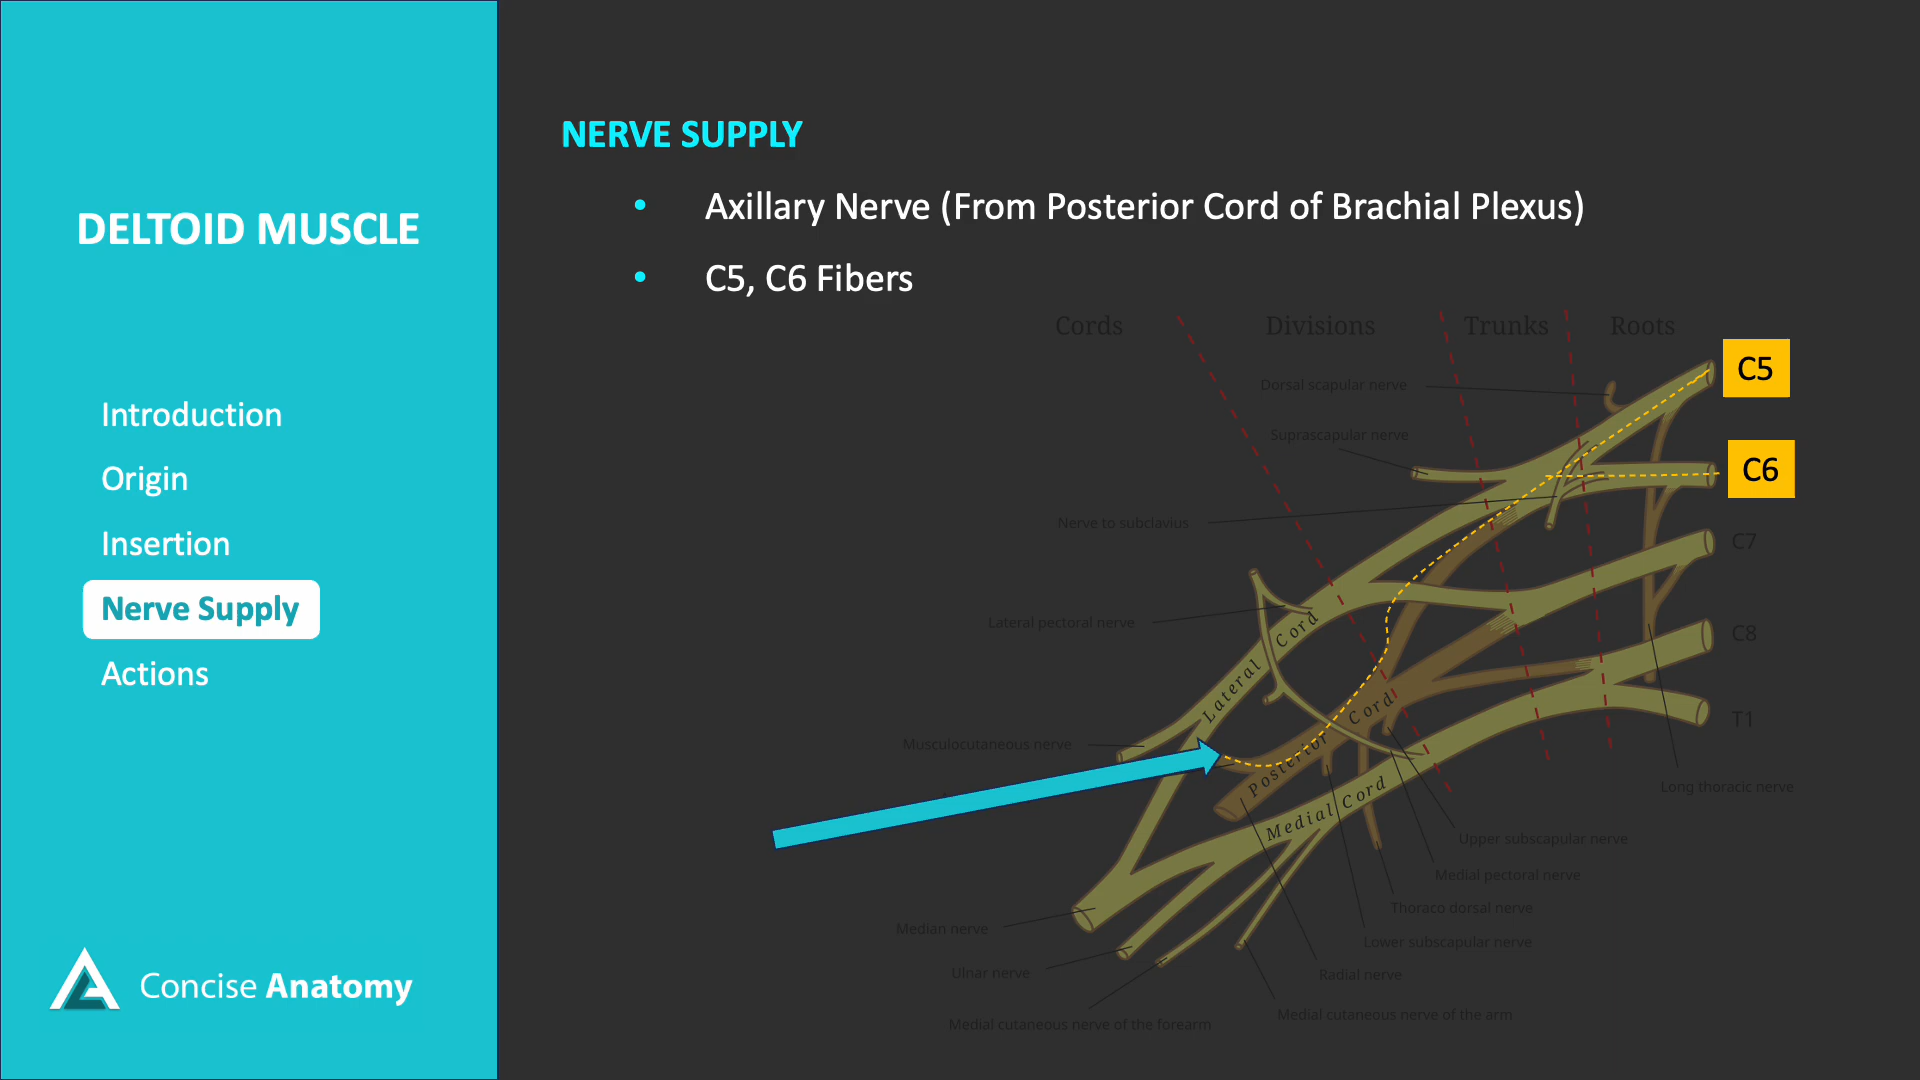 DELTOID MUSCLE
Introduction
Origin
Insertion
Nerve Supply
Actions
Concise Anatomy
NERVE SUPPLY
• Axillary Nerve (From Posterior Cord of Brachial Plexus)
• C5, C6 Fibers
Cords Divisions Trunks Roots
C5
Dorsal scapular nerve
Suprascapular nerve
C6
Nerve to subclavius
C7
Lateral pectoral nerve
C8
Lateral Cord
T1
Musculocutaneous nerve
Posterior Cord
Medial Cord
Long thoracic nerve
Upper subscapular nerve
Medial pectoral nerve
Thoraco dorsal nerve
Median nerve
Lower subscapular nerve
Ulnar nerve
Radial nerve
Medial cutaneous nerve of the arm
Medial cutaneous nerve of the forearm